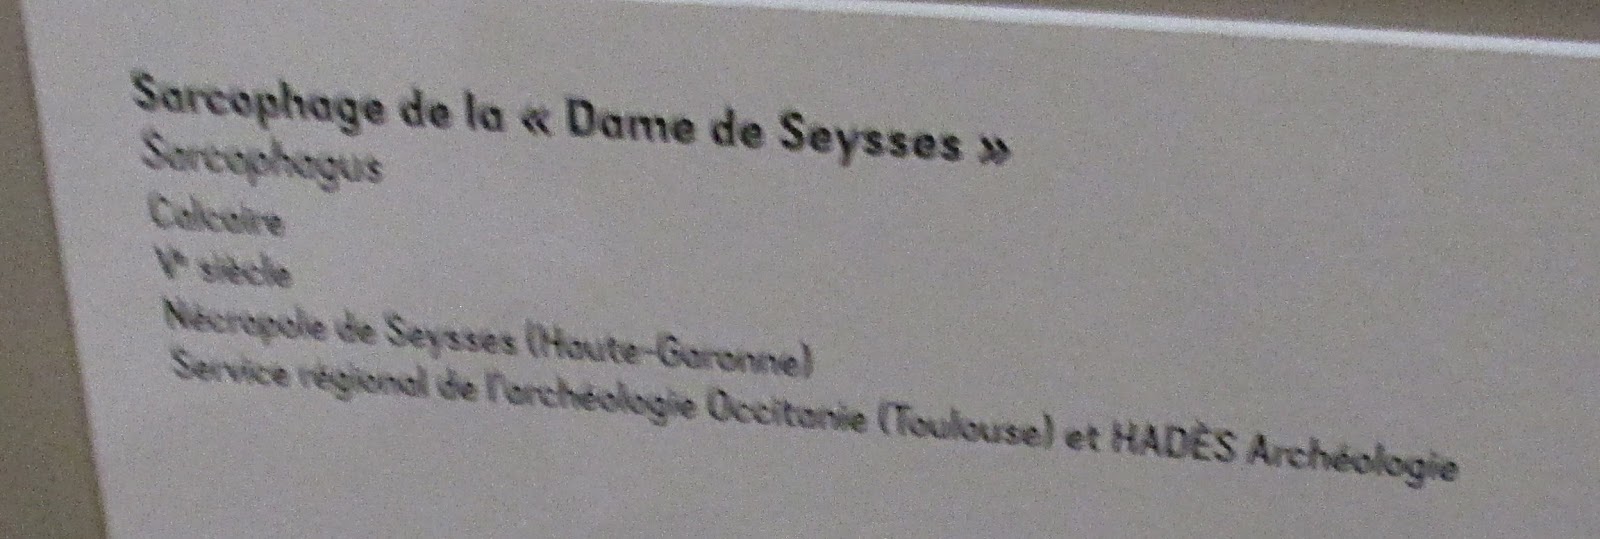 Sarcophage de la « Dame de Seysses »
Sarcophagus
Calcaire
Ve siècle
Nécropole de Seysses (Haute-Garonne)
Service régional de l'archéologie Occitanie (Toulouse) et HADÈS Archéologie